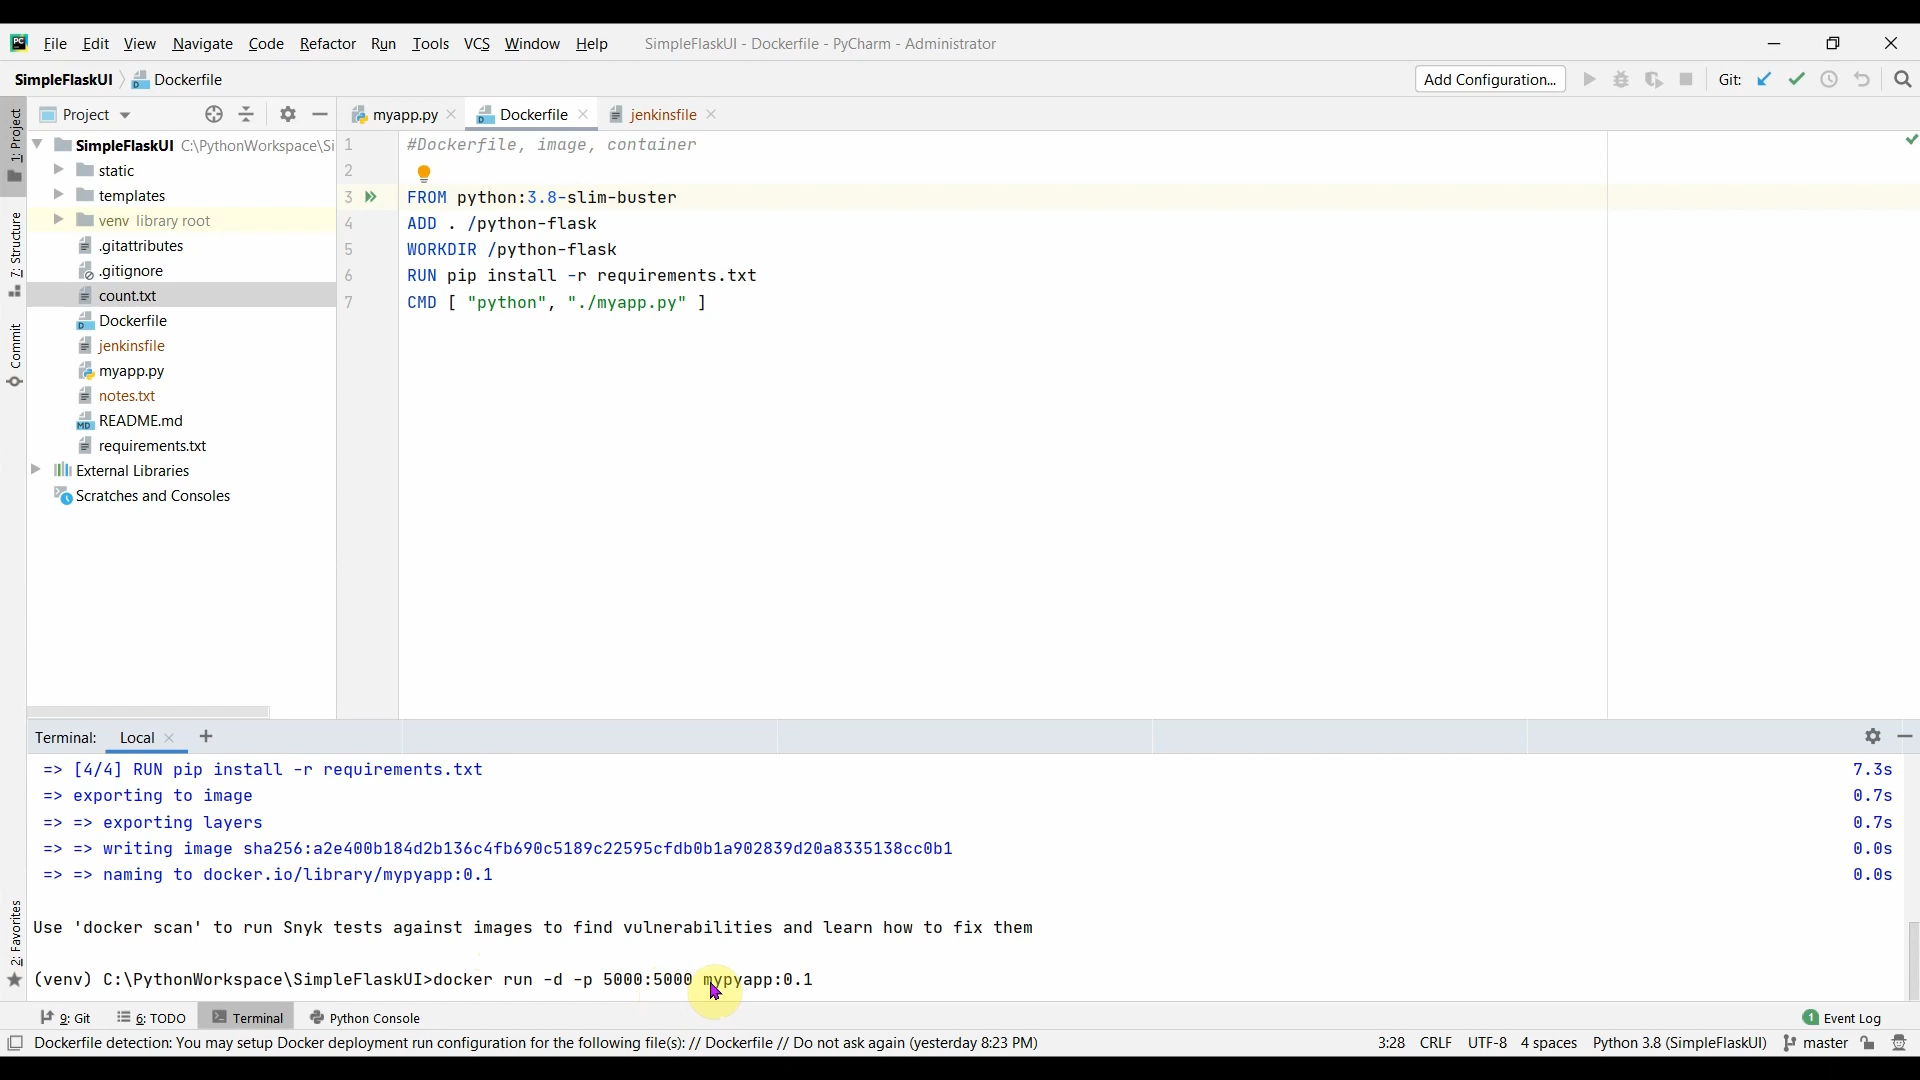 PC File Edit View Navigate Code Refactor Run Tools VCS Window Help SimpleFlaskUI - Dockerfile - PyCharm - Administrator
SimpleFlaskUI Dockerfile Add Configuration... Git:
Project myapp.py Dockerfile jenkinsfile
1: Project
7: Structure
Commit
2: Favorites
SimpleFlaskUI C:\PythonWorkspace\Si
static
templates
venv library root
.gitattributes
.gitignore
count.txt
Dockerfile
jenkinsfile
myapp.py
notes.txt
README.md
requirements.txt
External Libraries
Scratches and Consoles
1 #Dockerfile, image, container
2
3 FROM python:3.8-slim-buster
4 ADD . /python-flask
5 WORKDIR /python-flask
6 RUN pip install -r requirements.txt
7 CMD [ "python", "./myapp.py" ]
Terminal: Local +
=> [4/4] RUN pip install -r requirements.txt 7.3s
=> exporting to image 0.7s
=> => exporting layers 0.7s
=> => writing image sha256:a2e400b184d2b136c4fb690c5189c22595cfdb0b1a902839d20a8335138cc0b1 0.0s
=> => naming to docker.io/library/mypyapp:0.1 0.0s
Use 'docker scan' to run Snyk tests against images to find vulnerabilities and learn how to fix them
(venv) C:\PythonWorkspace\SimpleFlaskUI>docker run -d -p 5000:5000 mypyapp:0.1
9: Git 6: TODO Terminal Python Console 1 Event Log
Dockerfile detection: You may setup Docker deployment run configuration for the following file(s): // Dockerfile // Do not ask again (yesterday 8:23 PM) 3:28 CRLF UTF-8 4 spaces Python 3.8 (SimpleFlaskUI) master